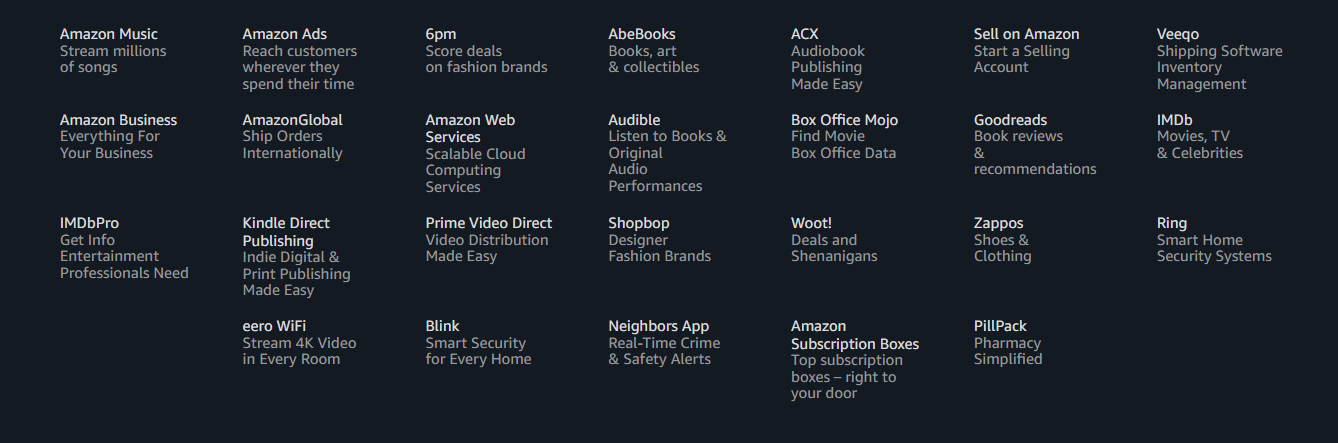 Amazon Music
Stream millions
of songs
Amazon Ads
Reach customers
wherever they
spend their time
6pm
Score deals
on fashion brands
AbeBooks
Books, art
& collectibles
ACX
Audiobook
Publishing
Made Easy
Sell on Amazon
Start a Selling
Account
Veeqo
Shipping Software
Inventory
Management
Amazon Business
Everything For
Your Business
AmazonGlobal
Ship Orders
Internationally
Amazon Web
Services
Scalable Cloud
Computing
Services
Audible
Listen to Books &
Original
Audio
Performances
Box Office Mojo
Find Movie
Box Office Data
Goodreads
Book reviews
&
recommendations
IMDb
Movies, TV
& Celebrities
IMDbPro
Get Info
Entertainment
Professionals Need
Kindle Direct
Publishing
Indie Digital &
Print Publishing
Made Easy
Prime Video Direct
Video Distribution
Made Easy
Shopbop
Designer
Fashion Brands
Woot!
Deals and
Shenanigans
Zappos
Shoes &
Clothing
Ring
Smart Home
Security Systems
eero WiFi
Stream 4K Video
in Every Room
Blink
Smart Security
for Every Home
Neighbors App
Real-Time Crime
& Safety Alerts
Amazon
Subscription Boxes
Top subscription
boxes – right to
your door
PillPack
Pharmacy
Simplified